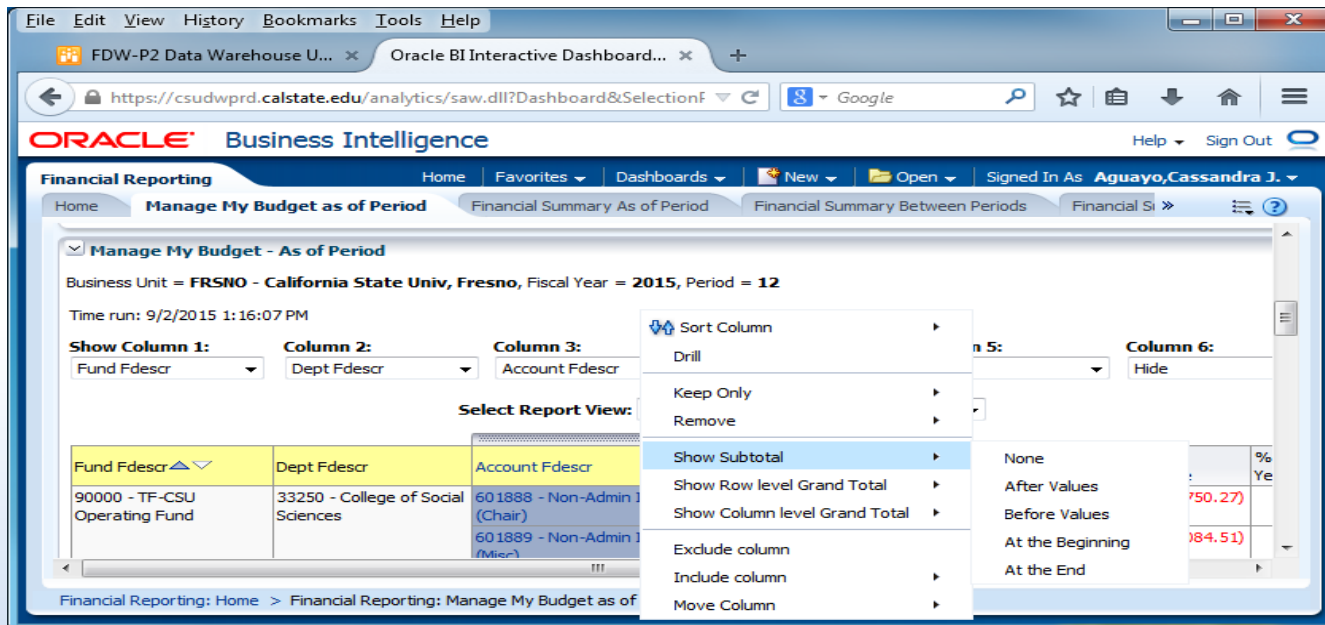 File Edit View History Bookmarks Tools Help
FDW-P2 Data Warehouse U... × Oracle BI Interactive Dashboard... × +
https://csudwprd.calstate.edu/analytics/saw.dll?Dashboard&Selection 8 Google
ORACLE Business Intelligence Help Sign Out
Financial Reporting Home Favorites Dashboards New Open Signed In As Aguayo,Cassandra J.
Home Manage My Budget as of Period Financial Summary As of Period Financial Summary Between Periods Financial » ?
Manage My Budget - As of Period
Business Unit = FRSNO - California State Univ, Fresno, Fiscal Year = 2015, Period = 12
Time run: 9/2/2015 1:16:07 PM
Show Column 1: Column 2: Column 3: 5: Column 6:
Fund Fdescr Dept Fdescr Account Fdescr Hide
Select Report View:
Fund Fdescr Dept Fdescr Account Fdescr %
Ye
90000 - TF-CSU Operating Fund
33250 - College of Social Sciences
601888 - Non-Admin (Chair) 750.27)
601889 - Non-Admin (Misc) 084.51)
Sort Column
Drill
Keep Only
Remove
Show Subtotal
Show Row level Grand Total
Show Column level Grand Total
Exclude column
Include column
Move Column
None
After Values
Before Values
At the Beginning
At the End
Financial Reporting: Home > Financial Reporting: Manage My Budget as of